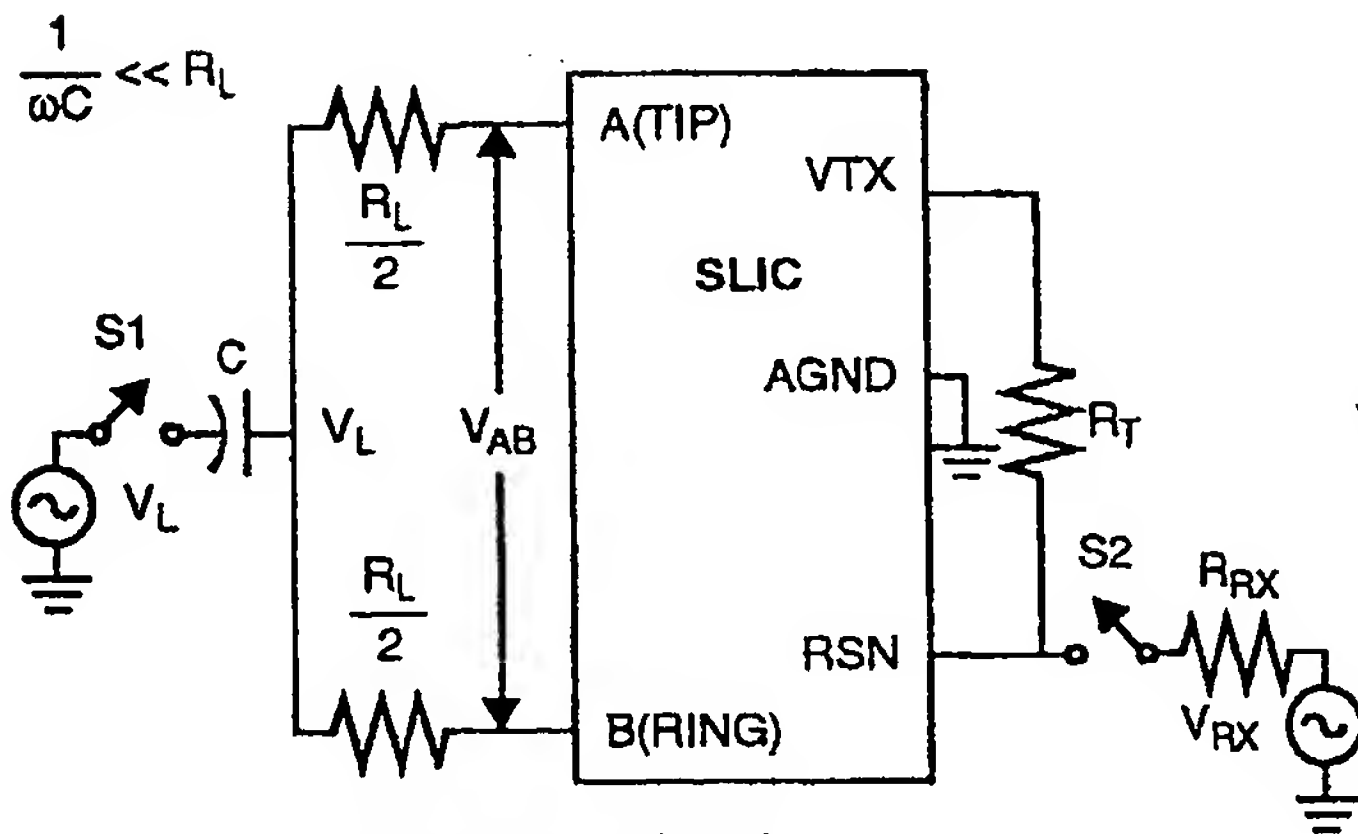 1/ωC << R_L
A(TIP)
VTX
R_L/2
SLIC
S1
C
AGND
V_L
V_AB
R_T
V_L
S2
R_L/2
R_RX
RSN
V_RX
B(RING)